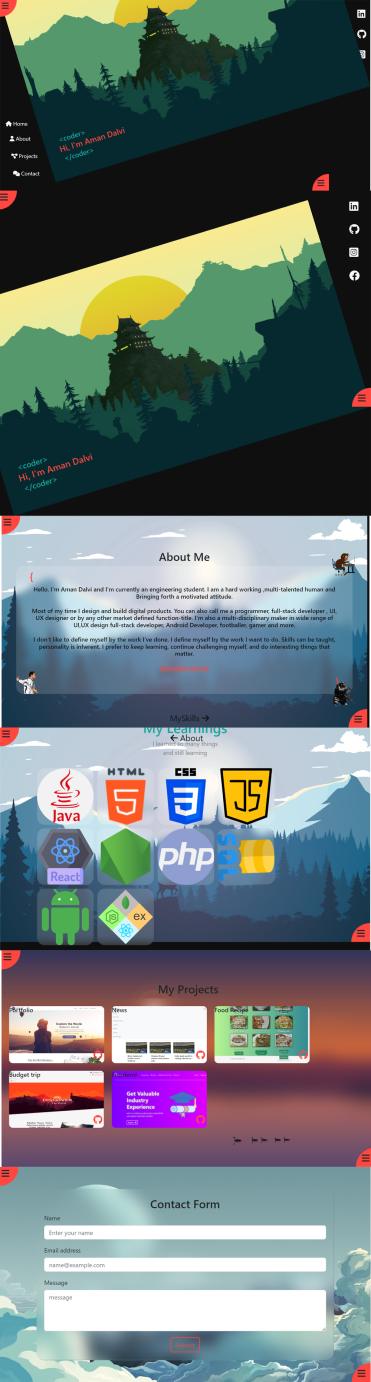 <coder>
Hi, I'm Aman Dalvi
</coder>
Home
About
Projects
Contact
<coder>
Hi, I'm Aman Dalvi
</coder>
About Me
{
Hello. I'm Aman Dalvi and I'm currently an engineering student. I am a hard working ,multi-talented human and
Bringing forth a motivated attitude.
Most of my time I design and build digital products. You can also call me a programmer, full-stack developer , UI,
UX designer or by any other market defined function-title. I'm also a multi-disciplinary maker in wide range of
UI,UX design full-stack developer, Android Developer, footballer, gamer and more.
I don't like to define myself by the work I've done. I define myself by the work I want to do. Skills can be taught,
personality is inherent. I prefer to keep learning, continue challenging myself, and do interesting things that
matter.
MySkills →
My Learnings
← About
I learned so many things
and still learning
Java
HTML
5
CSS
3
JS
React
php
JS
ex
My Projects
Portfolio
News
Food Recipe
Budget trip
Get Valuable
Industry
Experience
Contact Form
Name
Enter your name
Email address
name@example.com
Message
message